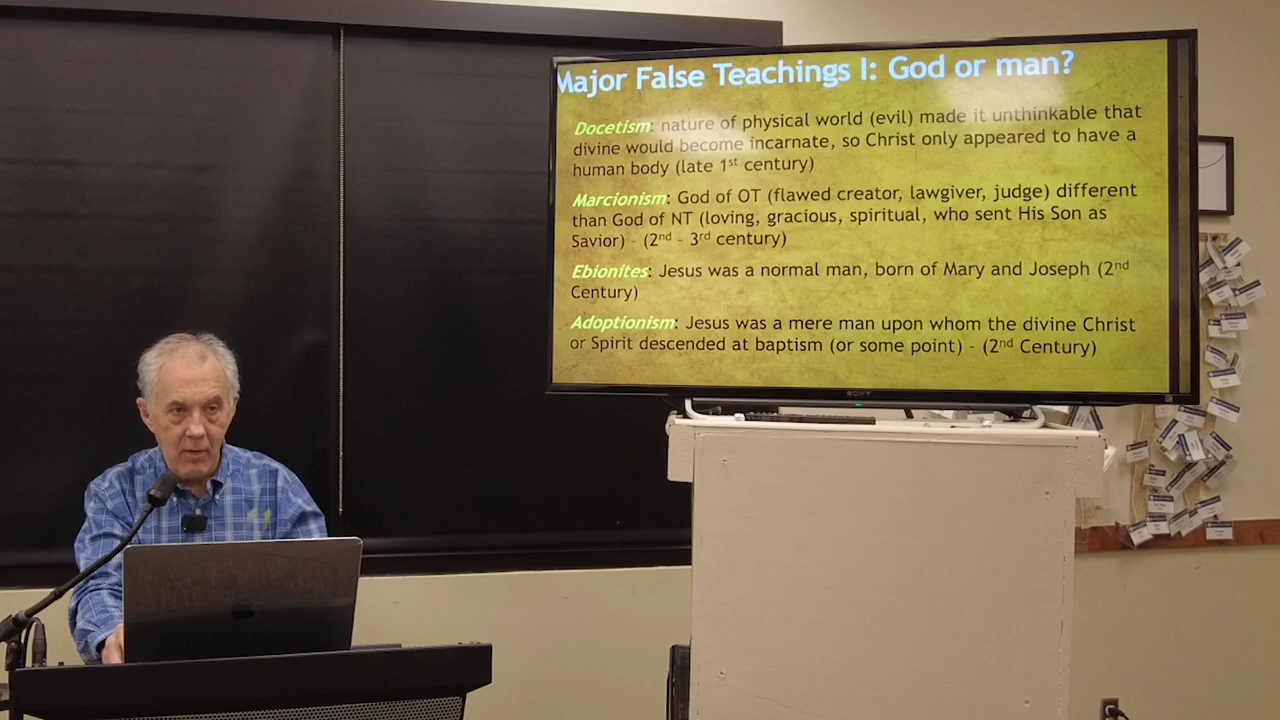 Major False Teachings I: God or man?
Docetism: nature of physical world (evil) made it unthinkable that
divine would become incarnate, so Christ only appeared to have a
human body (late 1st century)
Marcionism: God of OT (flawed creator, lawgiver, judge) different
than God of NT (loving, gracious, spiritual, who sent His Son as
Savior) – (2nd – 3rd century)
Ebionites: Jesus was a normal man, born of Mary and Joseph (2nd
Century)
Adoptionism: Jesus was a mere man upon whom the divine Christ
or Spirit descended at baptism (or some point) – (2nd Century)
SONY